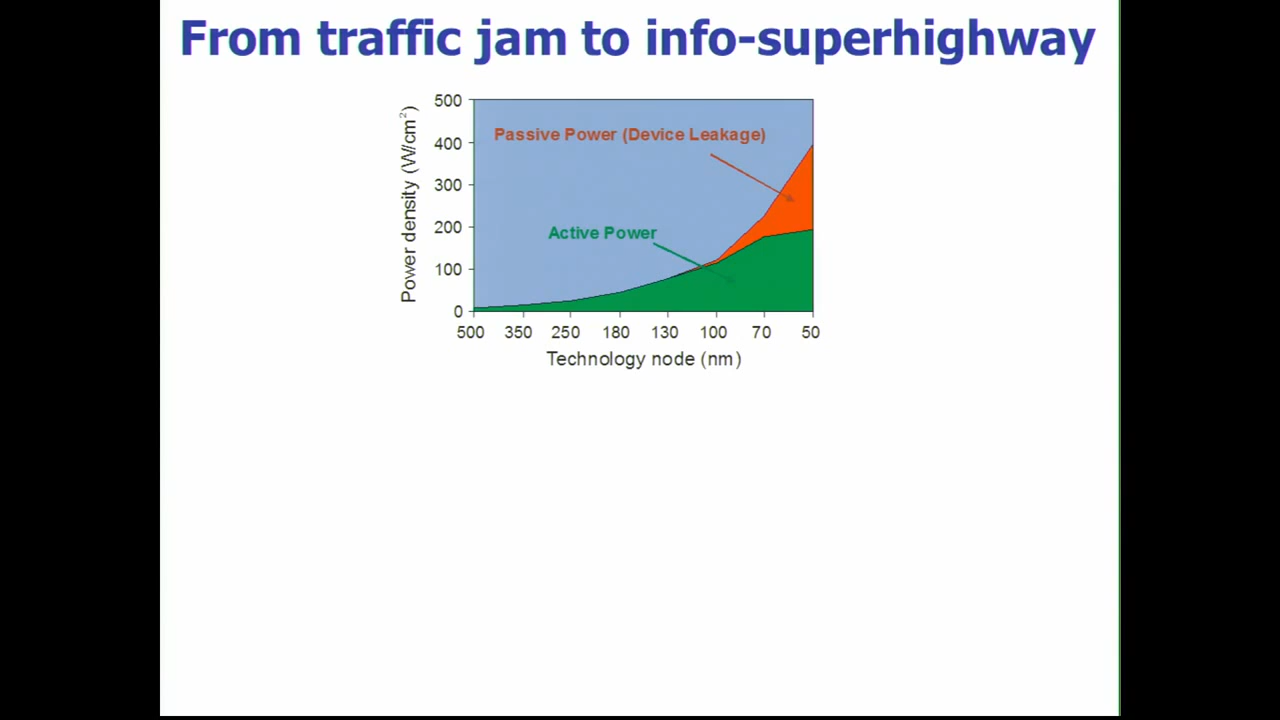 From traffic jam to info-superhighway
Power density (W/cm²)
500
400
300
200
100
0
Passive Power (Device Leakage)
Active Power
500 350 250 180 130 100 70 50
Technology node (nm)